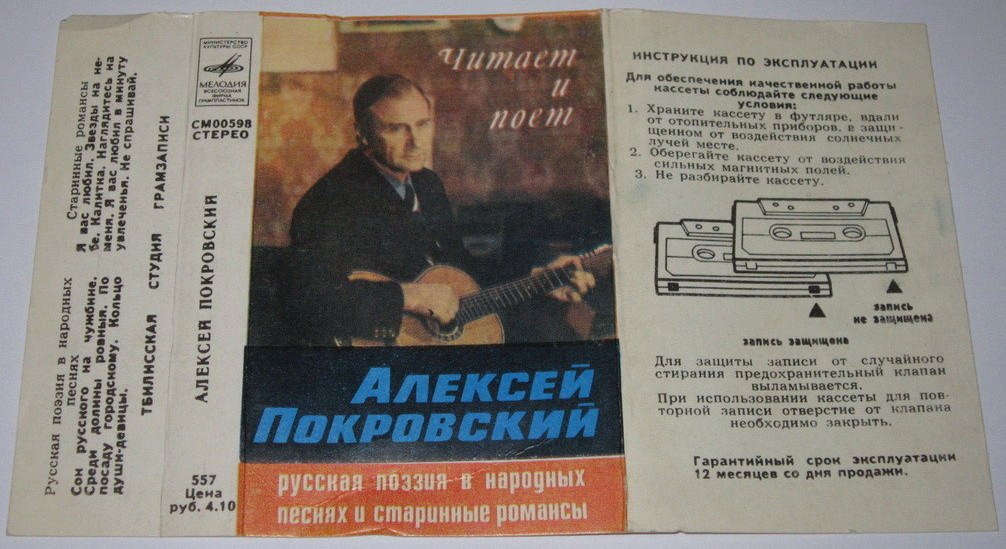 Русская поэзия в народных
песнях
Сон русского на чужбине.
Среди долины ровныя. По
посаду городскому. Кольцо
души-девицы.
Старинные романсы
Я вас любил. Звезды на не-
бе. Калитка. Наглядитесь на
меня. Я вас любил в минуту
увлеченья. Не спрашивай.
ТБИЛИССКАЯ СТУДИЯ ГРАМЗАПИСИ
МИНИСТЕРСТВО
КУЛЬТУРЫ СССР
МЕЛОДИЯ
ВСЕСОЮЗНАЯ
ФИРМА
ГРАМПЛАСТИНОК
СМ00598
СТЕРЕО
АЛЕКСЕЙ ПОКРОВСКИЙ
557
Цена
руб. 4.10
Читает
и
поет
АЛЕКСЕЙ
ПОКРОВСКИЙ
русская поэзия в народных
песнях и старинные романсы
ИНСТРУКЦИЯ ПО ЭКСПЛУАТАЦИИ
Для обеспечения качественной работы
кассеты соблюдайте следующие
условия:
1. Храните кассету в футляре, вдали
от отопительных приборов, в защи-
щенном от воздействия солнечных
лучей месте.
2. Оберегайте кассету от воздействия
сильных магнитных полей.
3. Не разбирайте кассету.
запись
не защищена
запись защищена
Для защиты записи от случайного
стирания предохранительный клапан
выламывается.
При использовании кассеты для пов-
торной записи отверстие от клапана
необходимо закрыть.
Гарантийный срок эксплуатации
12 месяцев со дня продажи.